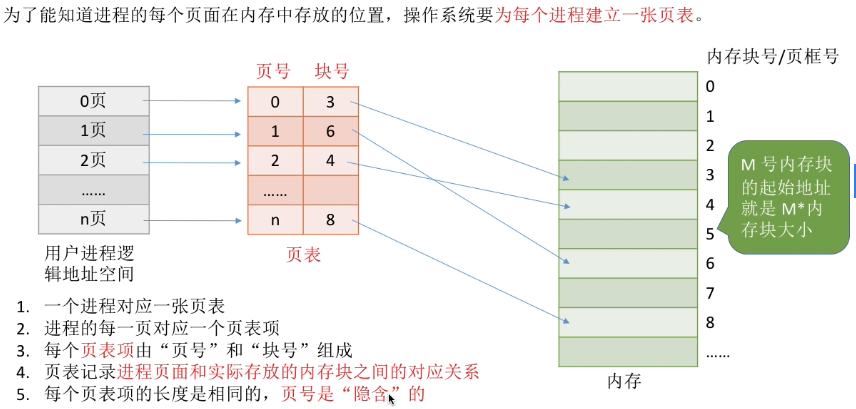 为了能知道进程的每个页面在内存中存放的位置，操作系统要为每个进程建立一张页表。
内存块号/页框号
页号 块号
0页
1页
2页
……
n页
0 3
1 6
2 4
……
n 8
0
1
2
3
4
5
6
7
8
……
M 号内存块
的起始地址
就是 M*内
存块大小
用户进程逻
辑地址空间
页表
内存
1. 一个进程对应一张页表
2. 进程的每一页对应一个页表项
3. 每个页表项由“页号”和“块号”组成
4. 页表记录进程页面和实际存放的内存块之间的对应关系
5. 每个页表项的长度是相同的，页号是“隐含”的